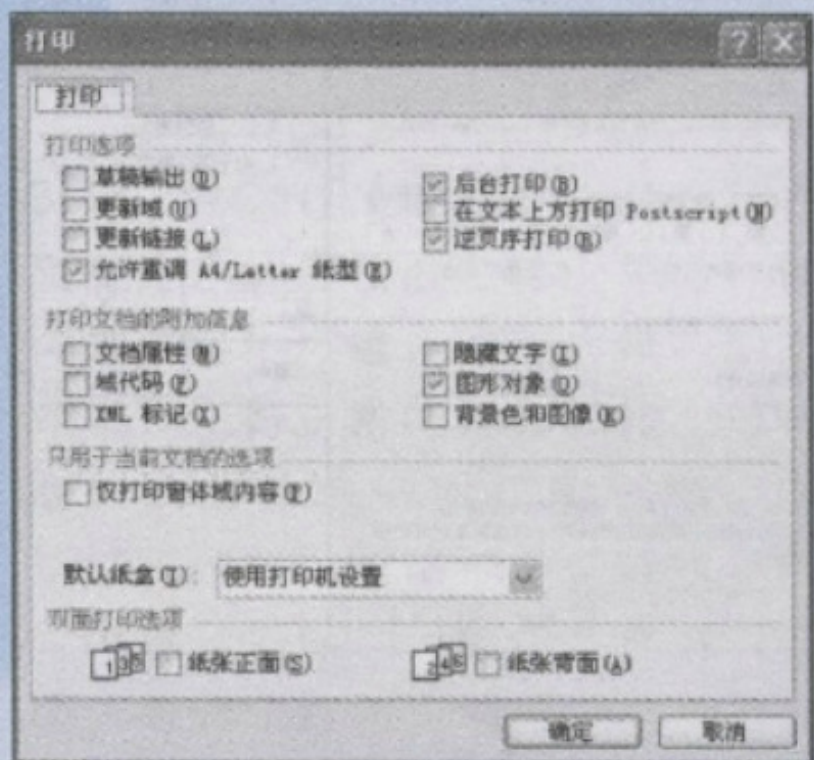 打印
打印
打印选项
草稿输出(D)
更新域(U)
更新链接(L)
允许重调 A4/Letter 纸型(Z)
后台打印(B)
在文本上方打印 Postscript(M)
逆页序打印(R)
打印文档的附加信息
文档属性(M)
域代码(F)
XML 标记(X)
隐藏文字(I)
图形对象(O)
背景色和图像(K)
只用于当前文档的选项
仅打印窗体域内容(P)
默认纸盒(T): 使用打印机设置
双面打印选项
135 纸张正面(S)
246 纸张背面(A)
确定 取消